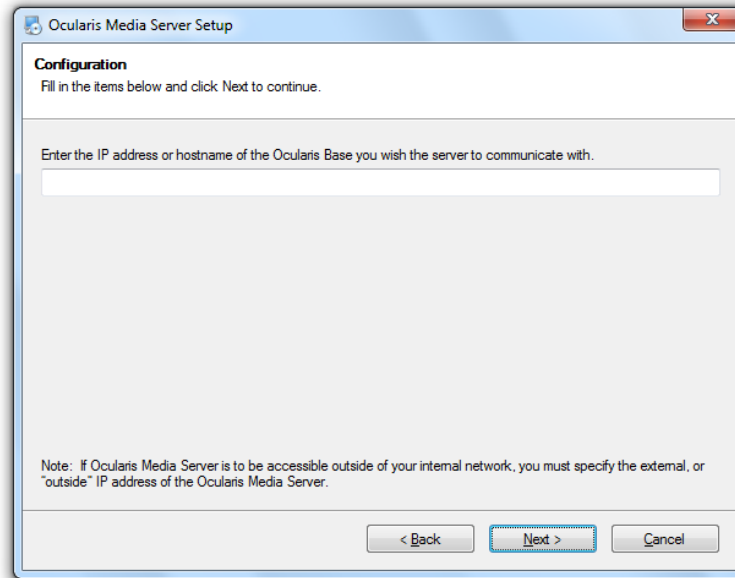 Ocularis Media Server Setup
Configuration
Fill in the items below and click Next to continue.
Enter the IP address or hostname of the Ocularis Base you wish the server to communicate with.
Note:  If Ocularis Media Server is to be accessible outside of your internal network, you must specify the external, or
"outside" IP address of the Ocularis Media Server.
< Back
Next >
Cancel